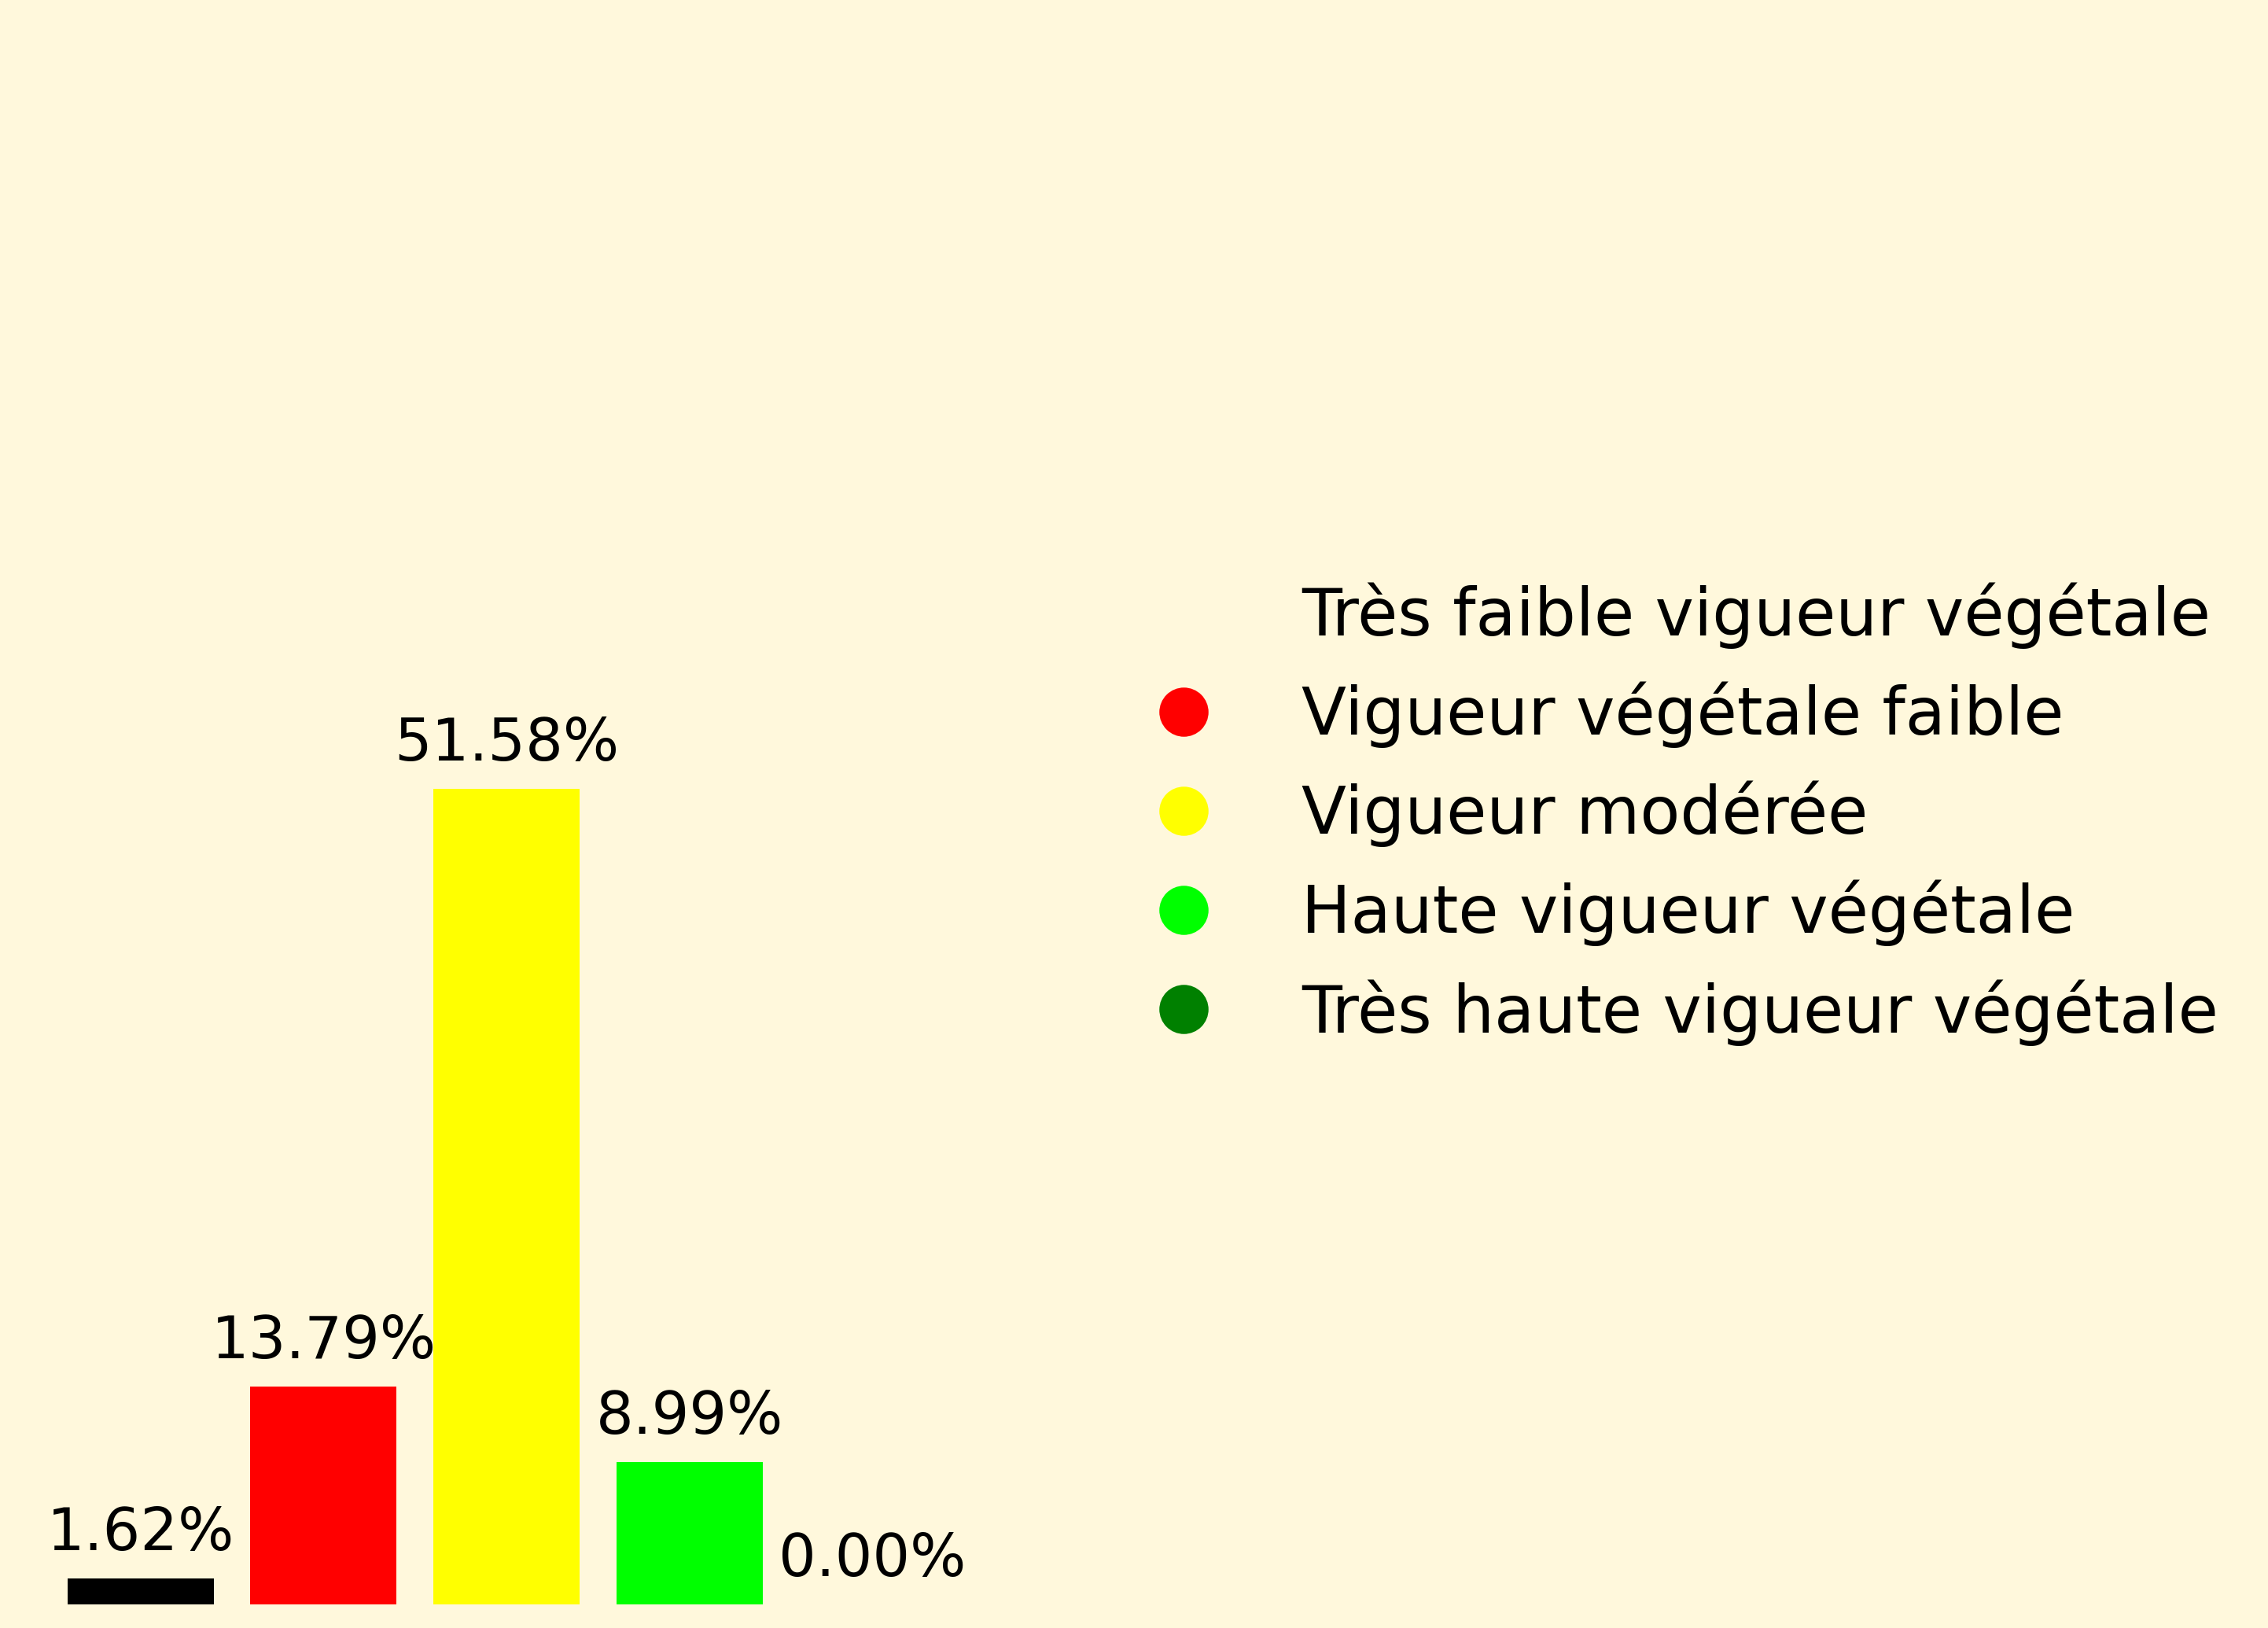 Très faible vigueur végétale
Vigueur végétale faible
51.58%
Vigueur modérée
Haute vigueur végétale
Très haute vigueur végétale
13.79%
8.99%
1.62%
0.00%